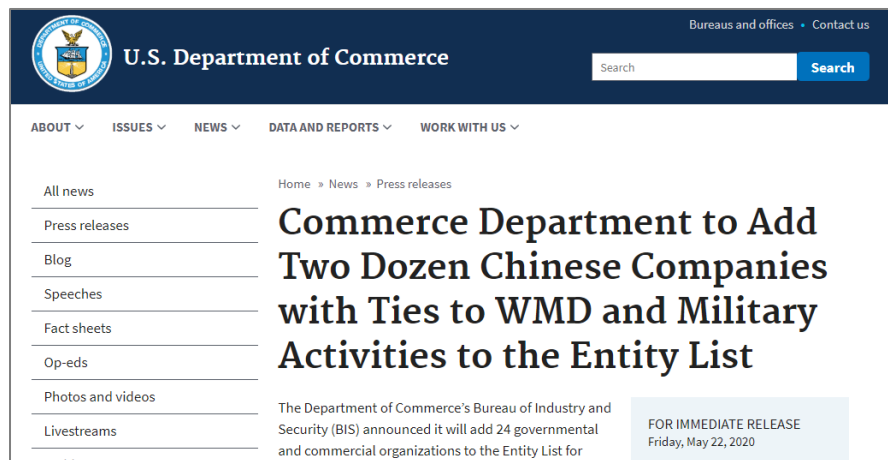 Bureaus and offices • Contact us
U.S. Department of Commerce
Search
Search
ABOUT
ISSUES
NEWS
DATA AND REPORTS
WORK WITH US
All news
Press releases
Blog
Speeches
Fact sheets
Op-eds
Photos and videos
Livestreams
Home » News » Press releases
Commerce Department to Add
Two Dozen Chinese Companies
with Ties to WMD and Military
Activities to the Entity List
The Department of Commerce's Bureau of Industry and
Security (BIS) announced it will add 24 governmental
and commercial organizations to the Entity List for
FOR IMMEDIATE RELEASE
Friday, May 22, 2020